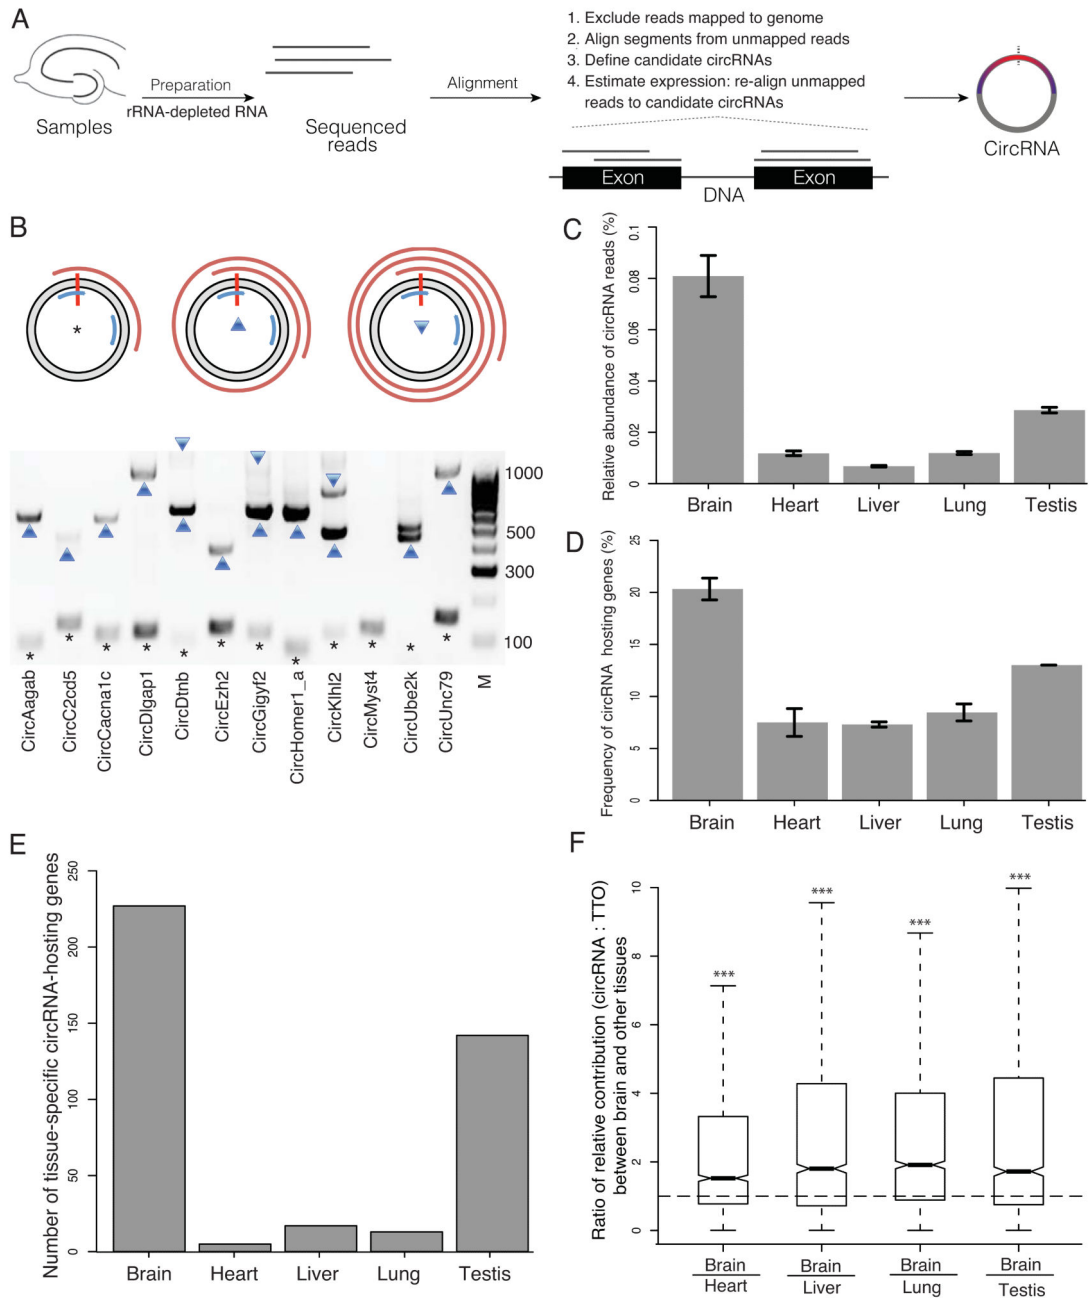 A
Samples
Preparation
rRNA-depleted RNA
Sequenced
reads
Alignment
1. Exclude reads mapped to genome
2. Align segments from unmapped reads
3. Define candidate circRNAs
4. Estimate expression: re-align unmapped
reads to candidate circRNAs
Exon
Exon
DNA
CircRNA
B
*
1000
500
300
100
* * * * * * * * * * * *
CircAagab
CircC2cd5
CircCacna1c
CircDlgap1
CircDtnb
CircEzh2
CircGigyf2
CircHomer1_a
CircKlhl2
CircMyst4
CircUbe2k
CircUnc79
M
C
Relative abundance of circRNA reads (%)
0.1
0.08
0.06
0.04
0.02
0
Brain Heart Liver Lung Testis
D
Frequency of circRNA hosting genes (%)
25
20
15
10
5
0
Brain Heart Liver Lung Testis
E
Number of tissue-specific circRNA-hosting genes
250
200
150
100
50
0
Brain Heart Liver Lung Testis
F
Ratio of relative contribution (circRNA : TTO)
between brain and other tissues
10
8
6
4
2
0
***
***
***
***
Brain Brain Brain Brain
Heart Liver Lung Testis